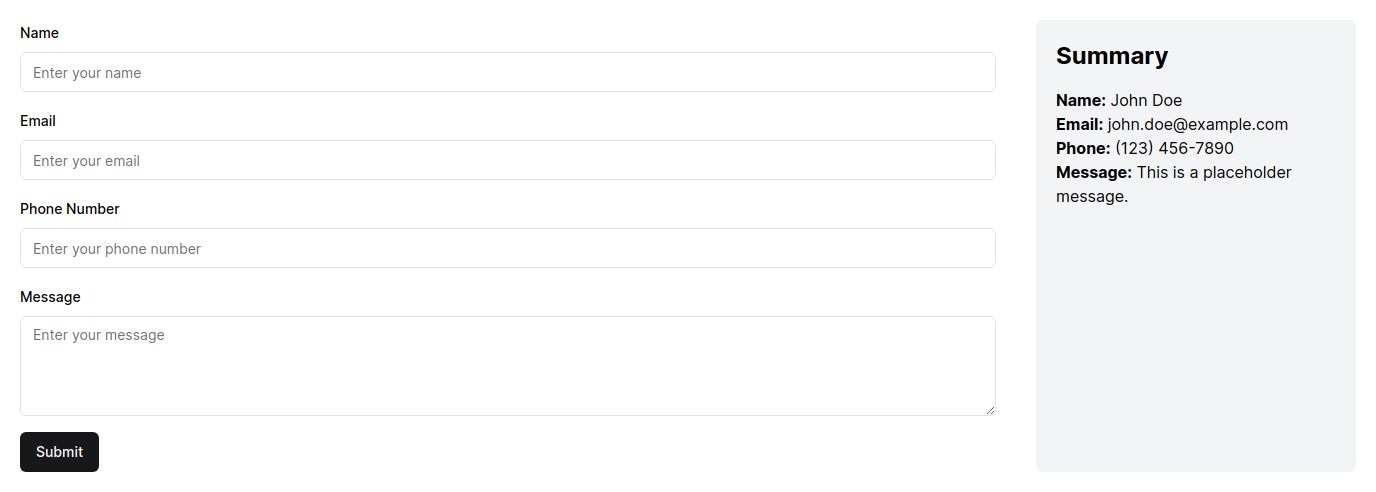 Name
Enter your name
Email
Enter your email
Phone Number
Enter your phone number
Message
Enter your message
Submit
Summary
Name: John Doe
Email: john.doe@example.com
Phone: (123) 456-7890
Message: This is a placeholder
message.